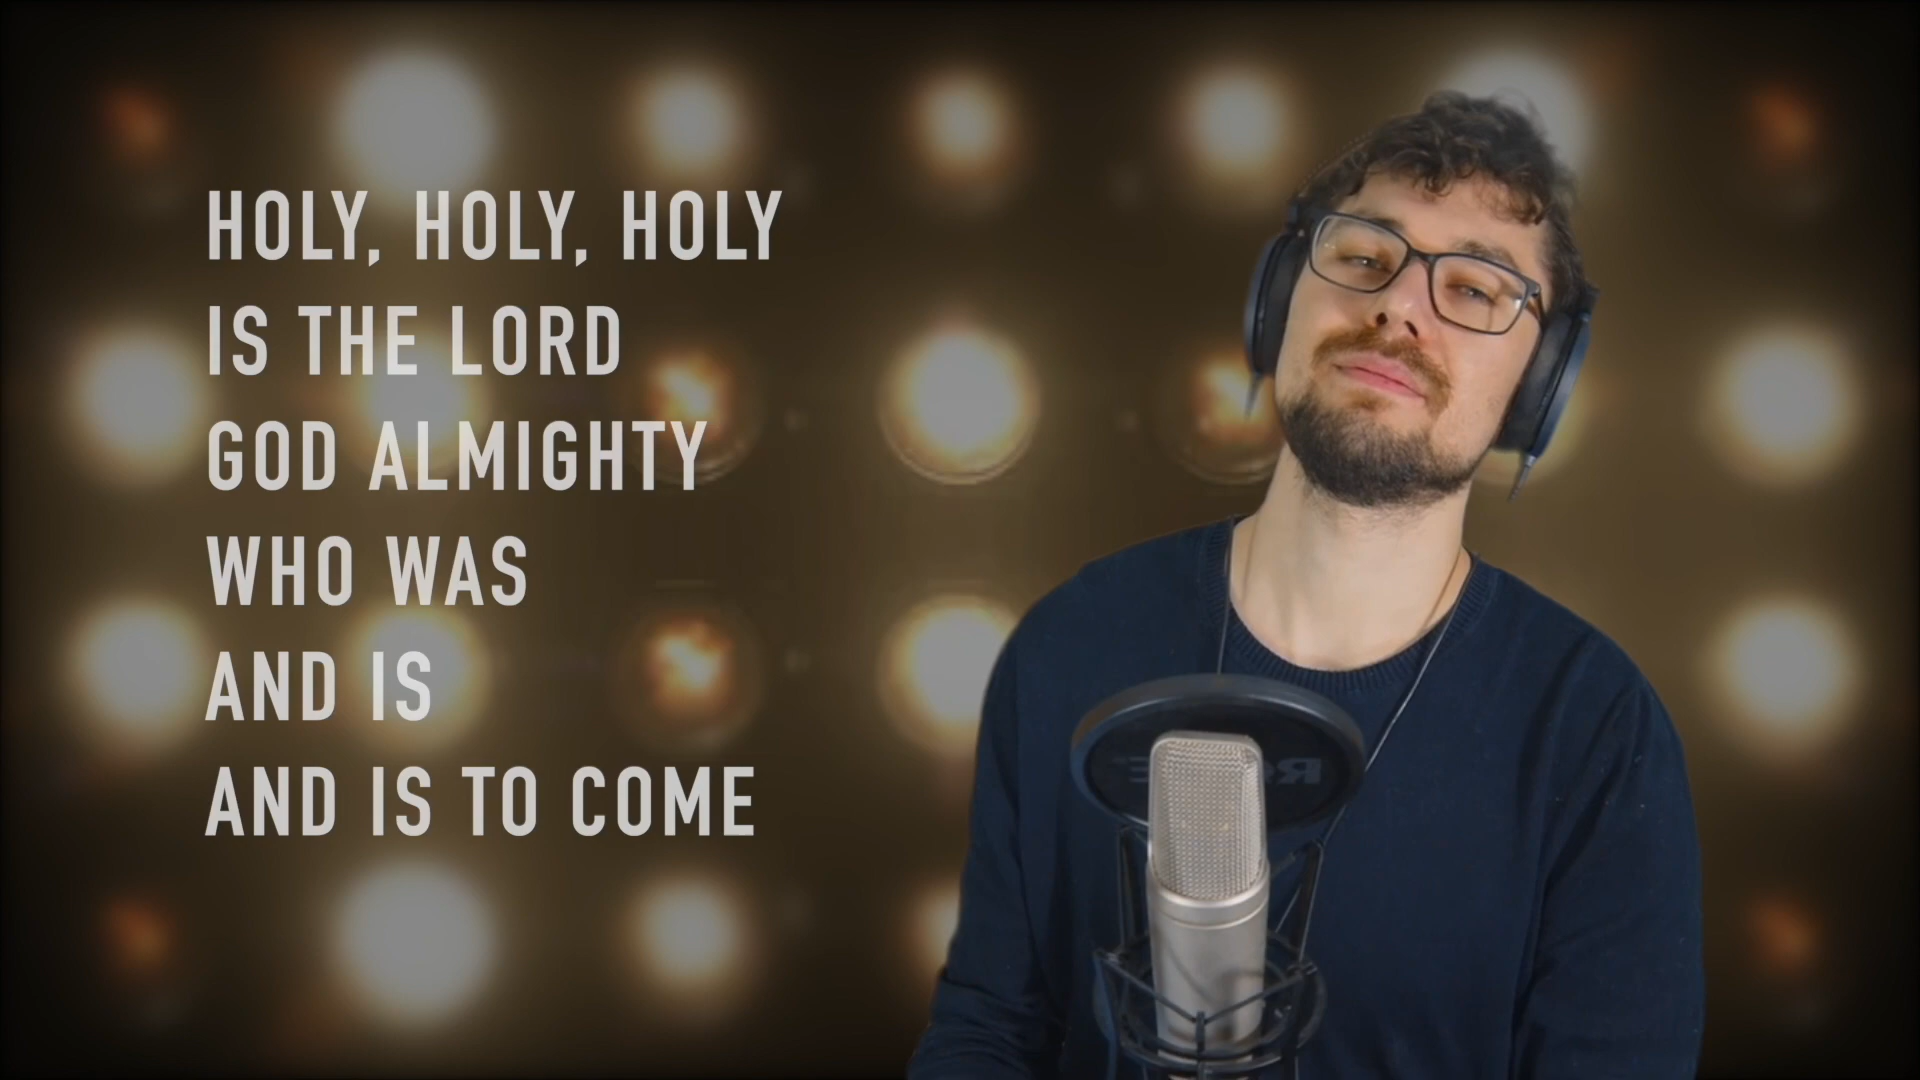 HOLY, HOLY, HOLY
IS THE LORD
GOD ALMIGHTY
WHO WAS
AND IS
AND IS TO COME